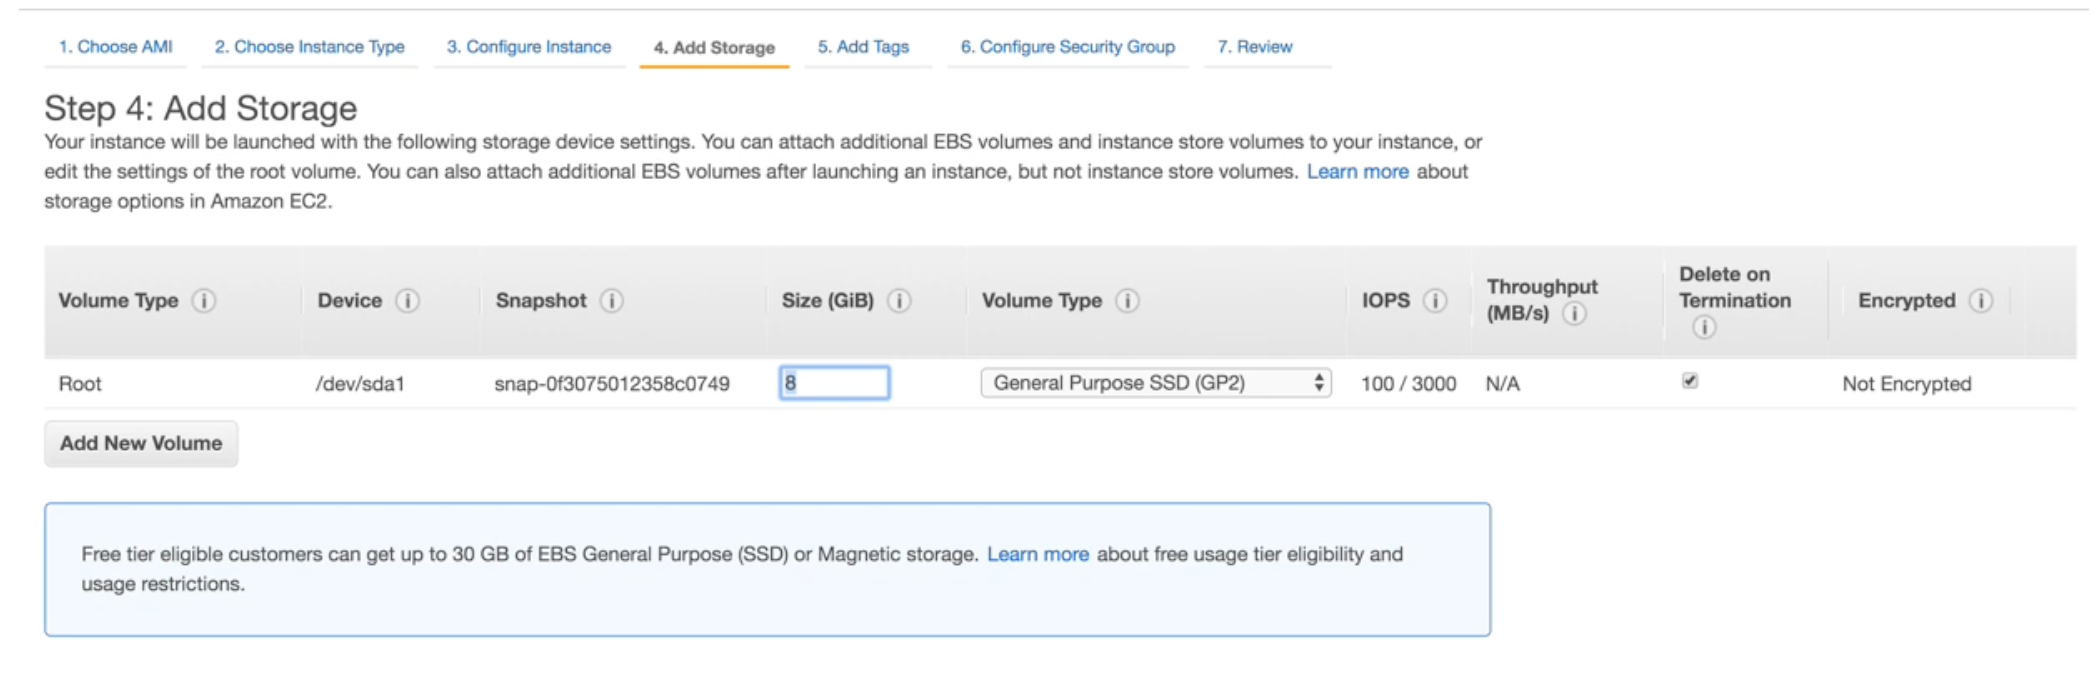 1. Choose AMI 2. Choose Instance Type 3. Configure Instance 4. Add Storage 5. Add Tags 6. Configure Security Group 7. Review
Step 4: Add Storage
Your instance will be launched with the following storage device settings. You can attach additional EBS volumes and instance store volumes to your instance, or
edit the settings of the root volume. You can also attach additional EBS volumes after launching an instance, but not instance store volumes. Learn more about
storage options in Amazon EC2.
Volume Type i Device i Snapshot i Size (GiB) i Volume Type i IOPS i Throughput (MB/s) i Delete on Termination i Encrypted i
Root /dev/sda1 snap-0f3075012358c0749 8 General Purpose SSD (GP2) 100 / 3000 N/A Not Encrypted
Add New Volume
Free tier eligible customers can get up to 30 GB of EBS General Purpose (SSD) or Magnetic storage. Learn more about free usage tier eligibility and
usage restrictions.